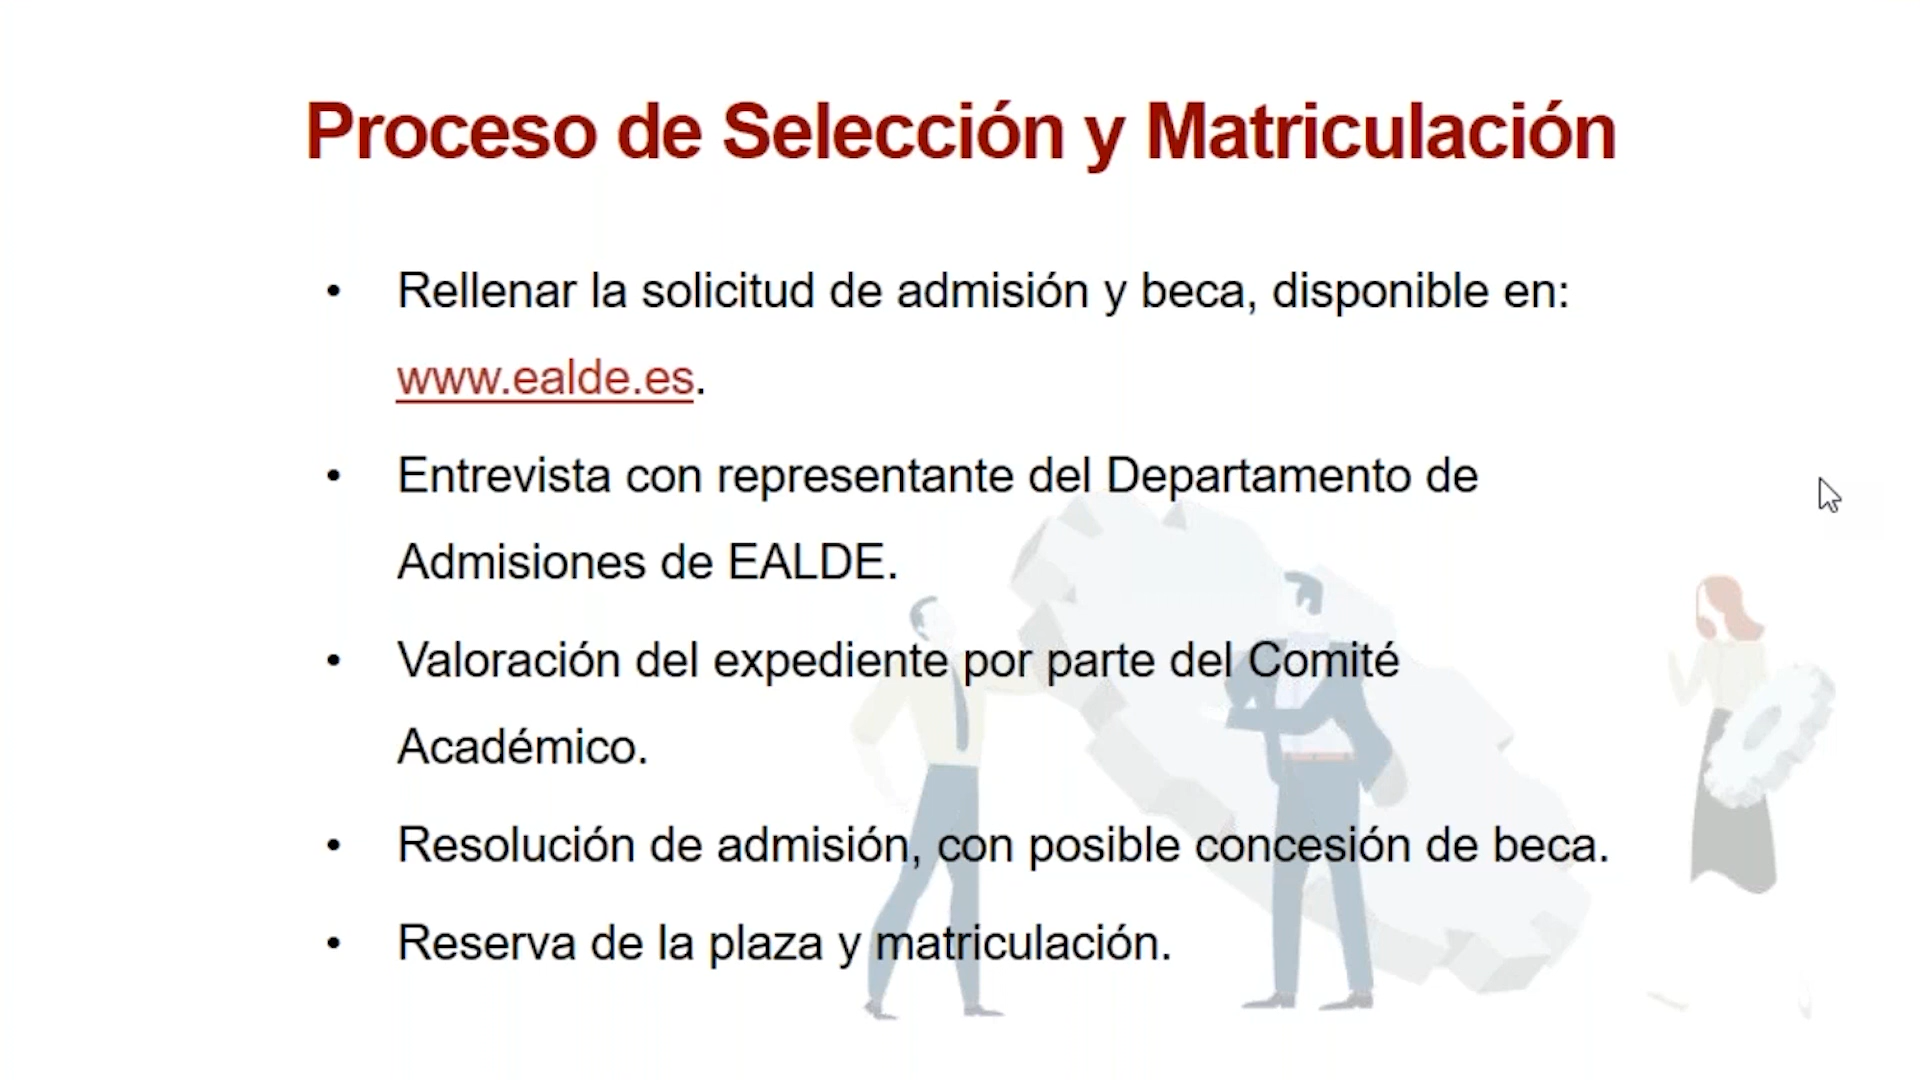 Proceso de Selección y Matriculación
• Rellenar la solicitud de admisión y beca, disponible en:
www.ealde.es.
• Entrevista con representante del Departamento de
Admisiones de EALDE.
• Valoración del expediente por parte del Comité
Académico.
• Resolución de admisión, con posible concesión de beca.
• Reserva de la plaza y matriculación.